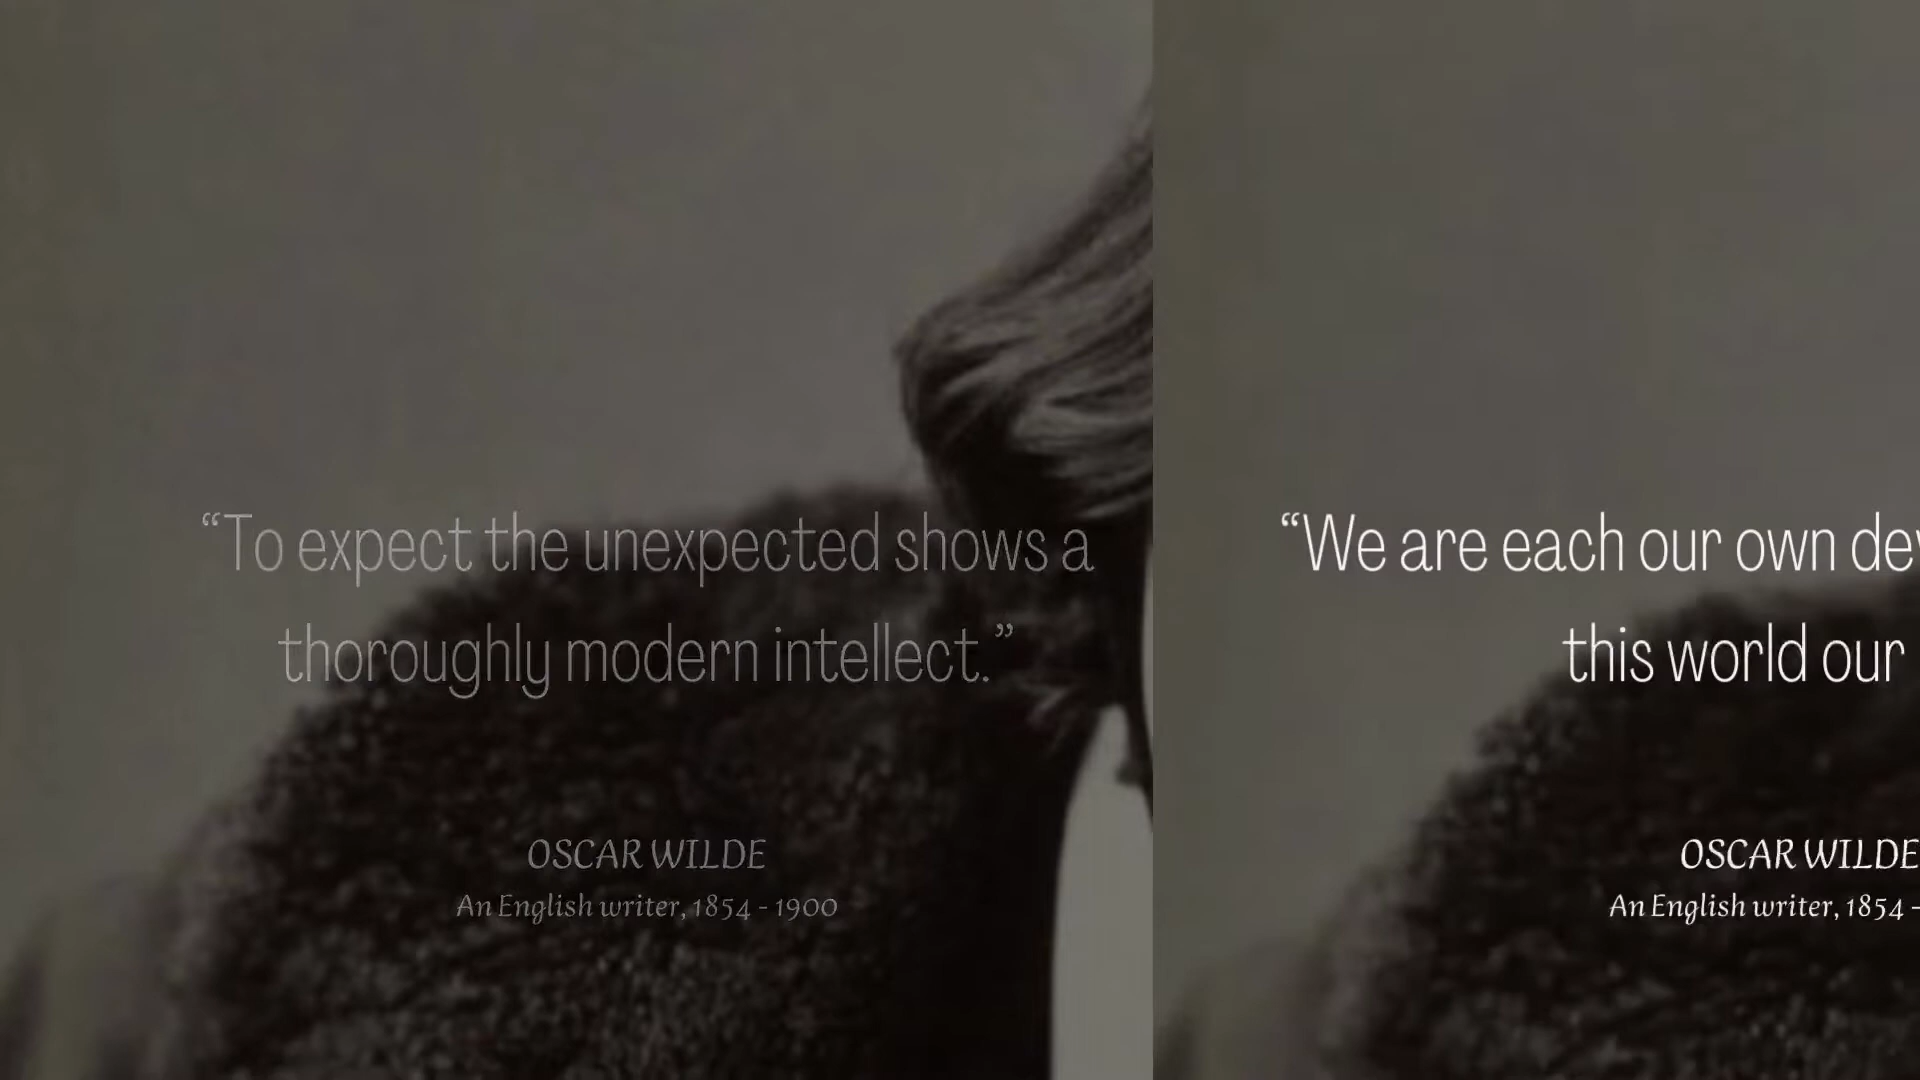 “To expect the unexpected shows a
thoroughly modern intellect.”
OSCAR WILDE
An English writer, 1854 - 1900
“We are each our own
this world our
OSCAR WILDE
An English writer, 1854 -